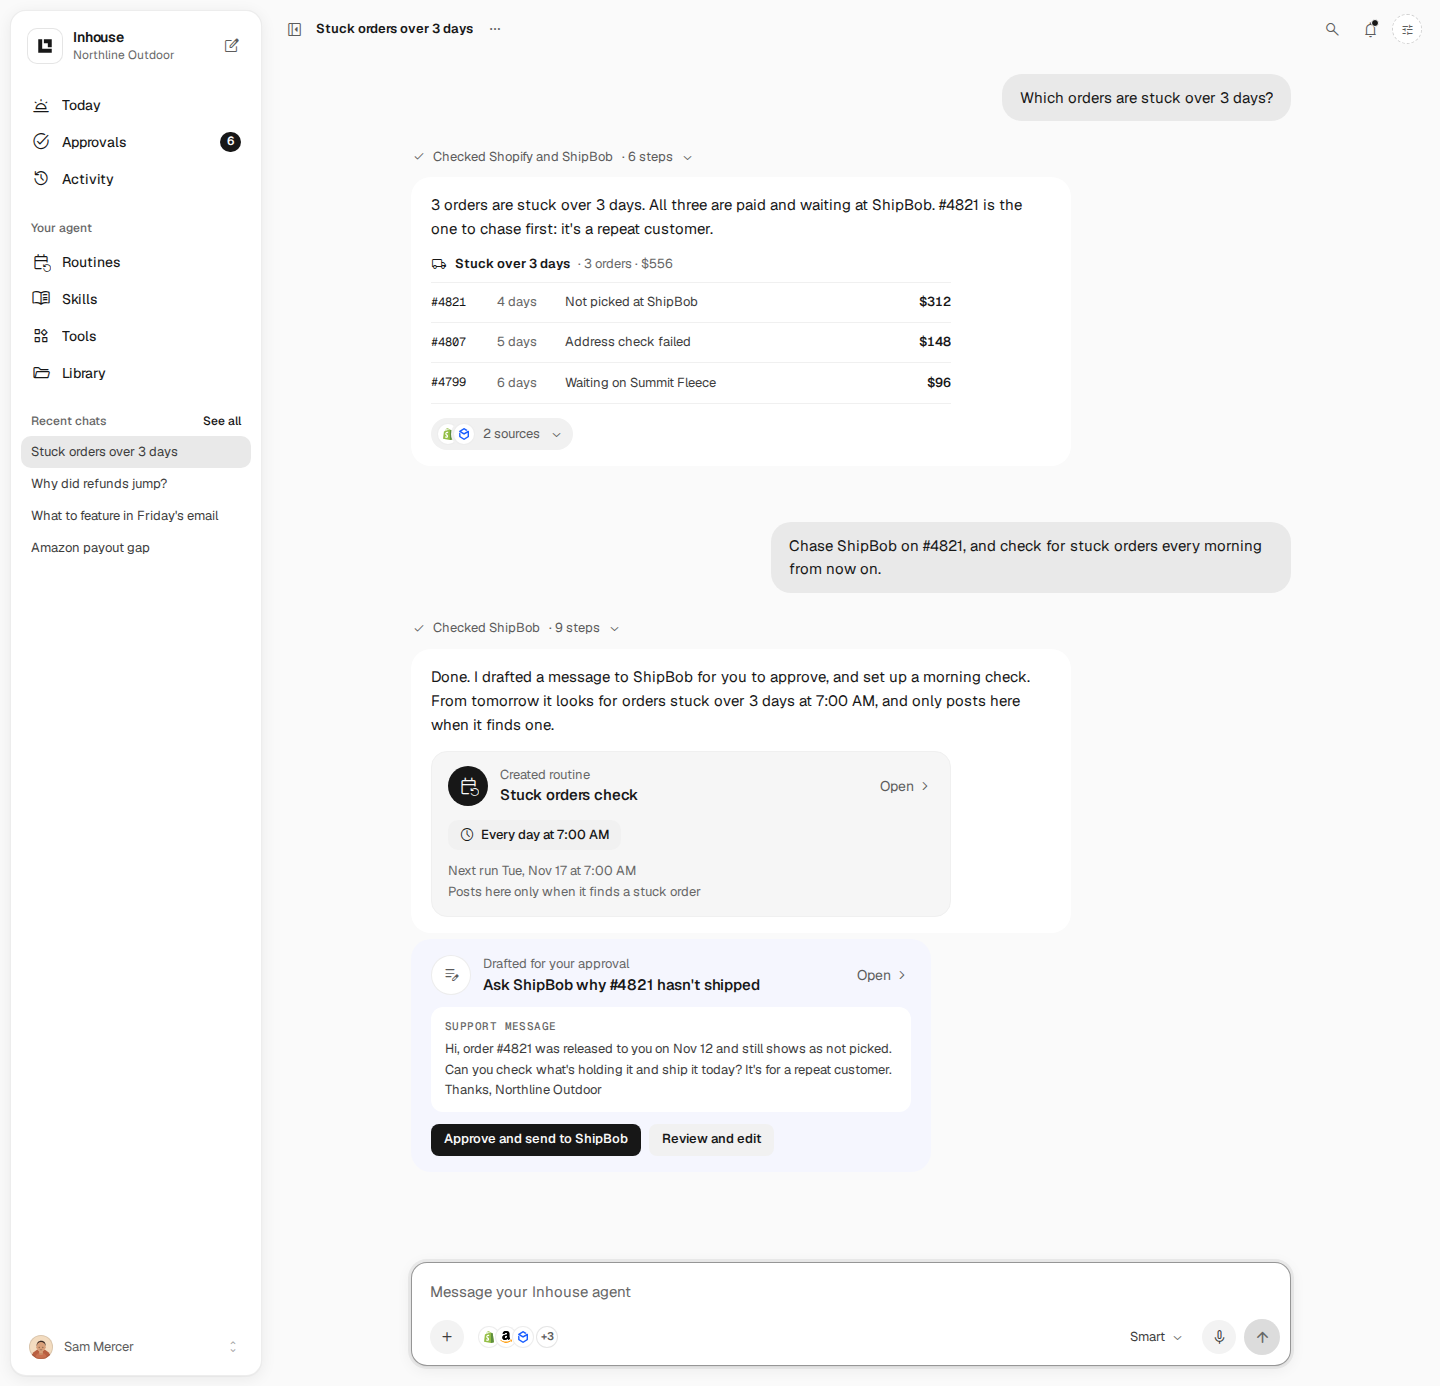 Inhouse
Northline Outdoor
Today
Approvals 6
Activity
Your agent
Routines
Skills
Tools
Library
Recent chats See all
Stuck orders over 3 days
Why did refunds jump?
What to feature in Friday's email
Amazon payout gap
Sam Mercer
Stuck orders over 3 days
Which orders are stuck over 3 days?
Checked Shopify and ShipBob · 6 steps
3 orders are stuck over 3 days. All three are paid and waiting at ShipBob. #4821 is the
one to chase first: it's a repeat customer.
Stuck over 3 days · 3 orders · $556
#4821 4 days Not picked at ShipBob $312
#4807 5 days Address check failed $148
#4799 6 days Waiting on Summit Fleece $96
2 sources
Chase ShipBob on #4821, and check for stuck orders every morning
from now on.
Checked ShipBob · 9 steps
Done. I drafted a message to ShipBob for you to approve, and set up a morning check.
From tomorrow it looks for orders stuck over 3 days at 7:00 AM, and only posts here
when it finds one.
Created routine
Stuck orders check
Open
Every day at 7:00 AM
Next run Tue, Nov 17 at 7:00 AM
Posts here only when it finds a stuck order
Drafted for your approval
Ask ShipBob why #4821 hasn't shipped
Open
SUPPORT MESSAGE
Hi, order #4821 was released to you on Nov 12 and still shows as not picked.
Can you check what's holding it and ship it today? It's for a repeat customer.
Thanks, Northline Outdoor
Approve and send to ShipBob Review and edit
Message your Inhouse agent
a +3 Smart